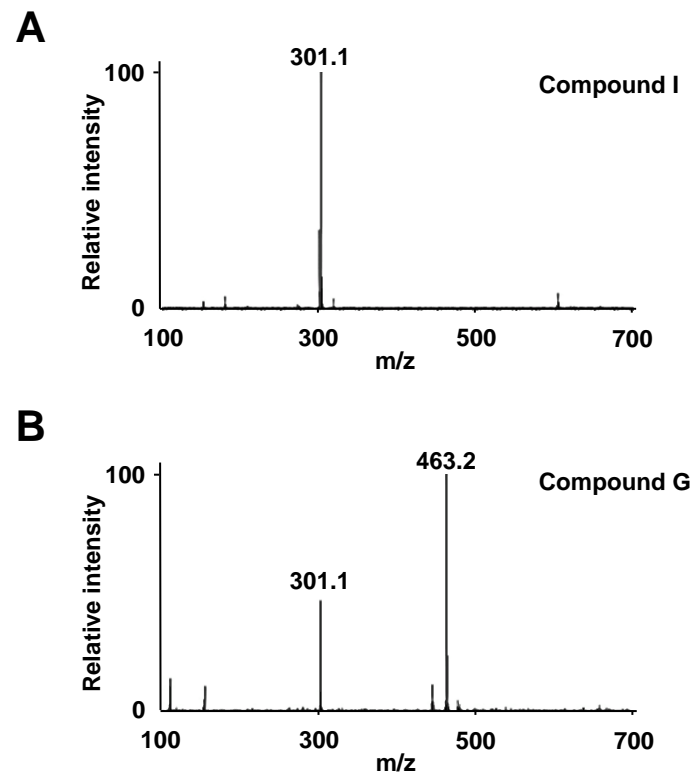 A
301.1
100
Compound I
Relative intensity
0
100 300 500 700
m/z
B
463.2
100
Compound G
301.1
Relative intensity
0
100 300 500 700
m/z